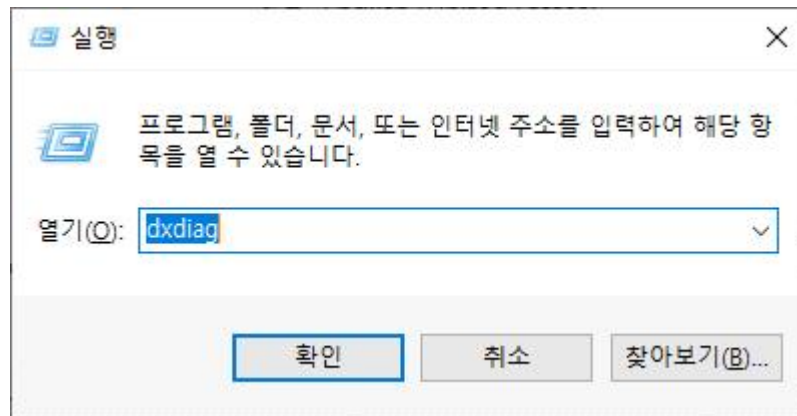 실행
프로그램, 폴더, 문서, 또는 인터넷 주소를 입력하여 해당 항
목을 열 수 있습니다.
열기(O): dxdiag
확인 취소 찾아보기(B)...